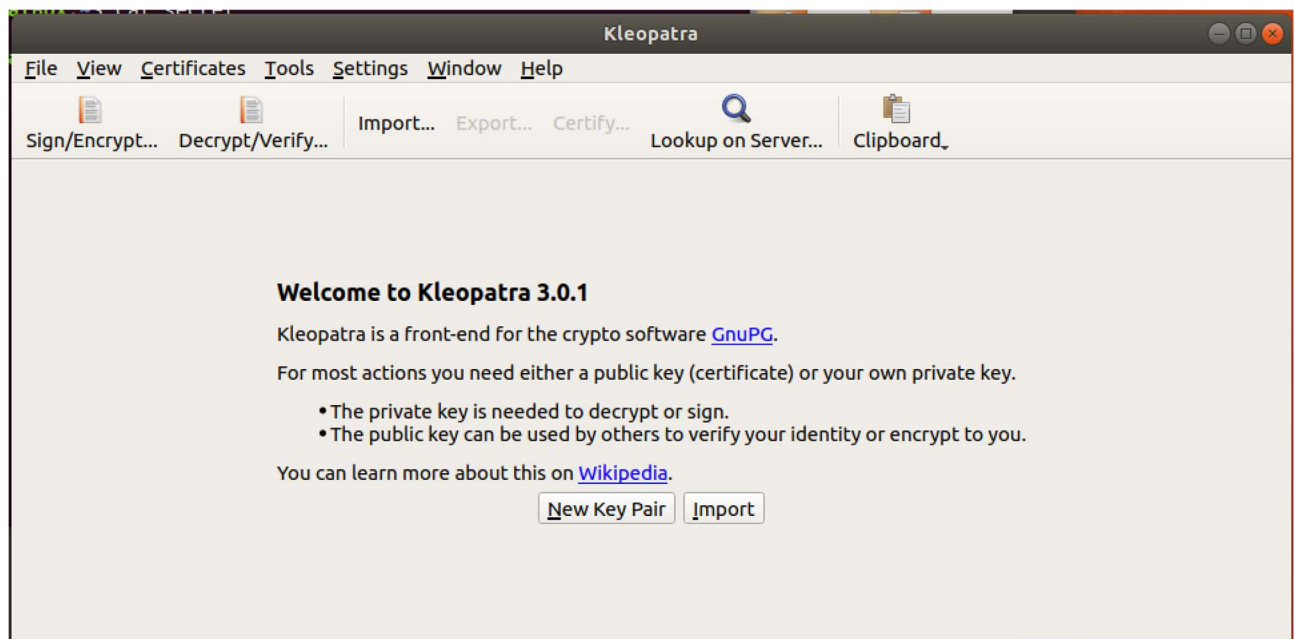 Kleopatra
File View Certificates Tools Settings Window Help
Sign/Encrypt... Decrypt/Verify... Import... Export... Certify... Lookup on Server... Clipboard
Welcome to Kleopatra 3.0.1
Kleopatra is a front-end for the crypto software GnuPG.
For most actions you need either a public key (certificate) or your own private key.
•The private key is needed to decrypt or sign.
•The public key can be used by others to verify your identity or encrypt to you.
You can learn more about this on Wikipedia.
New Key Pair Import